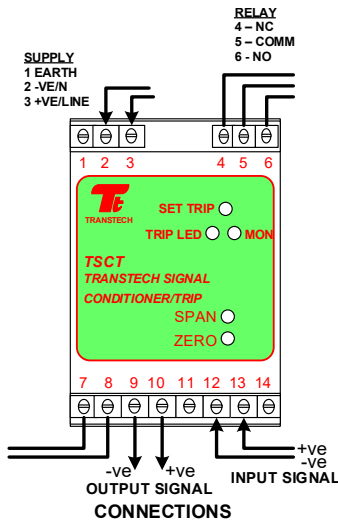 RELAY
4 – NC
5 – COMM
6 - NO
SUPPLY
1 EARTH
2 -VE/N
3 +VE/LINE
1 2 3 4 5 6
Tt
TRANSTECH
SET TRIP
TRIP LED MON
TSCT
TRANSTECH SIGNAL
CONDITIONER/TRIP
SPAN
ZERO
7 8 9 10 11 12 13 14
+ve
-ve
-ve +ve
INPUT SIGNAL
OUTPUT SIGNAL
CONNECTIONS